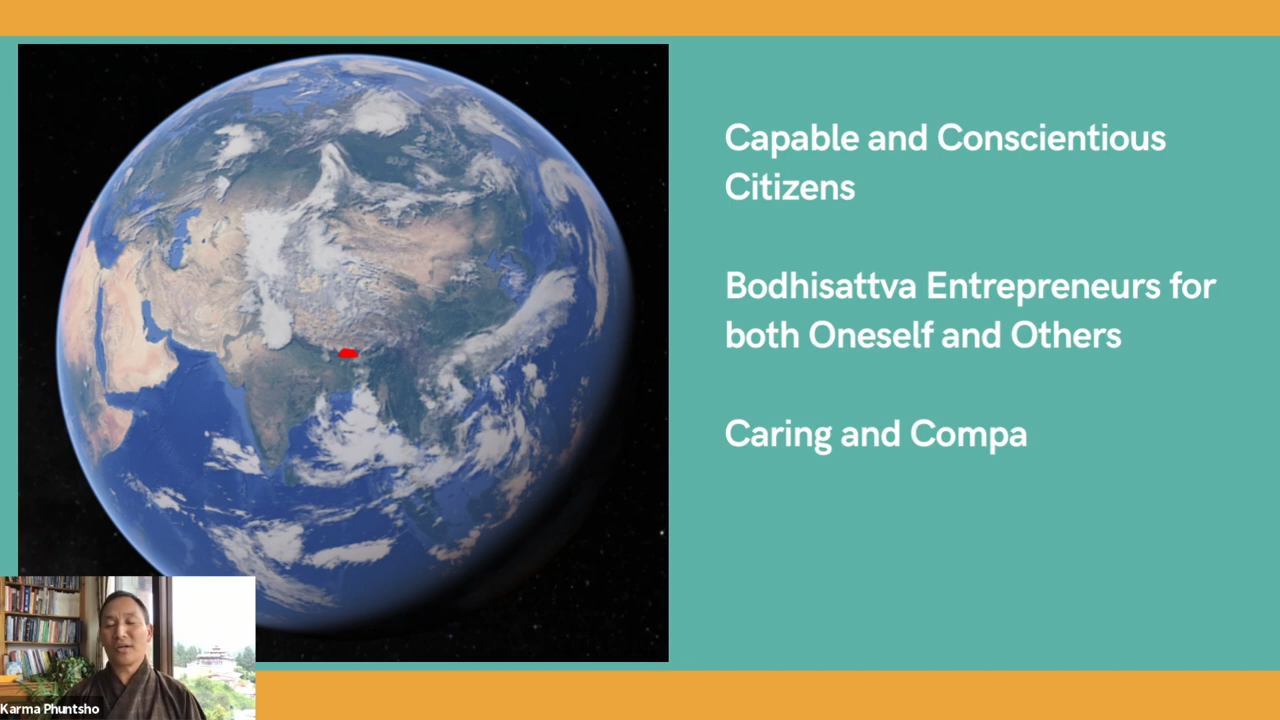 Capable and Conscientious
Citizens
Bodhisattva Entrepreneurs for
both Oneself and Others
Caring and Compa
Karma Phuntsho